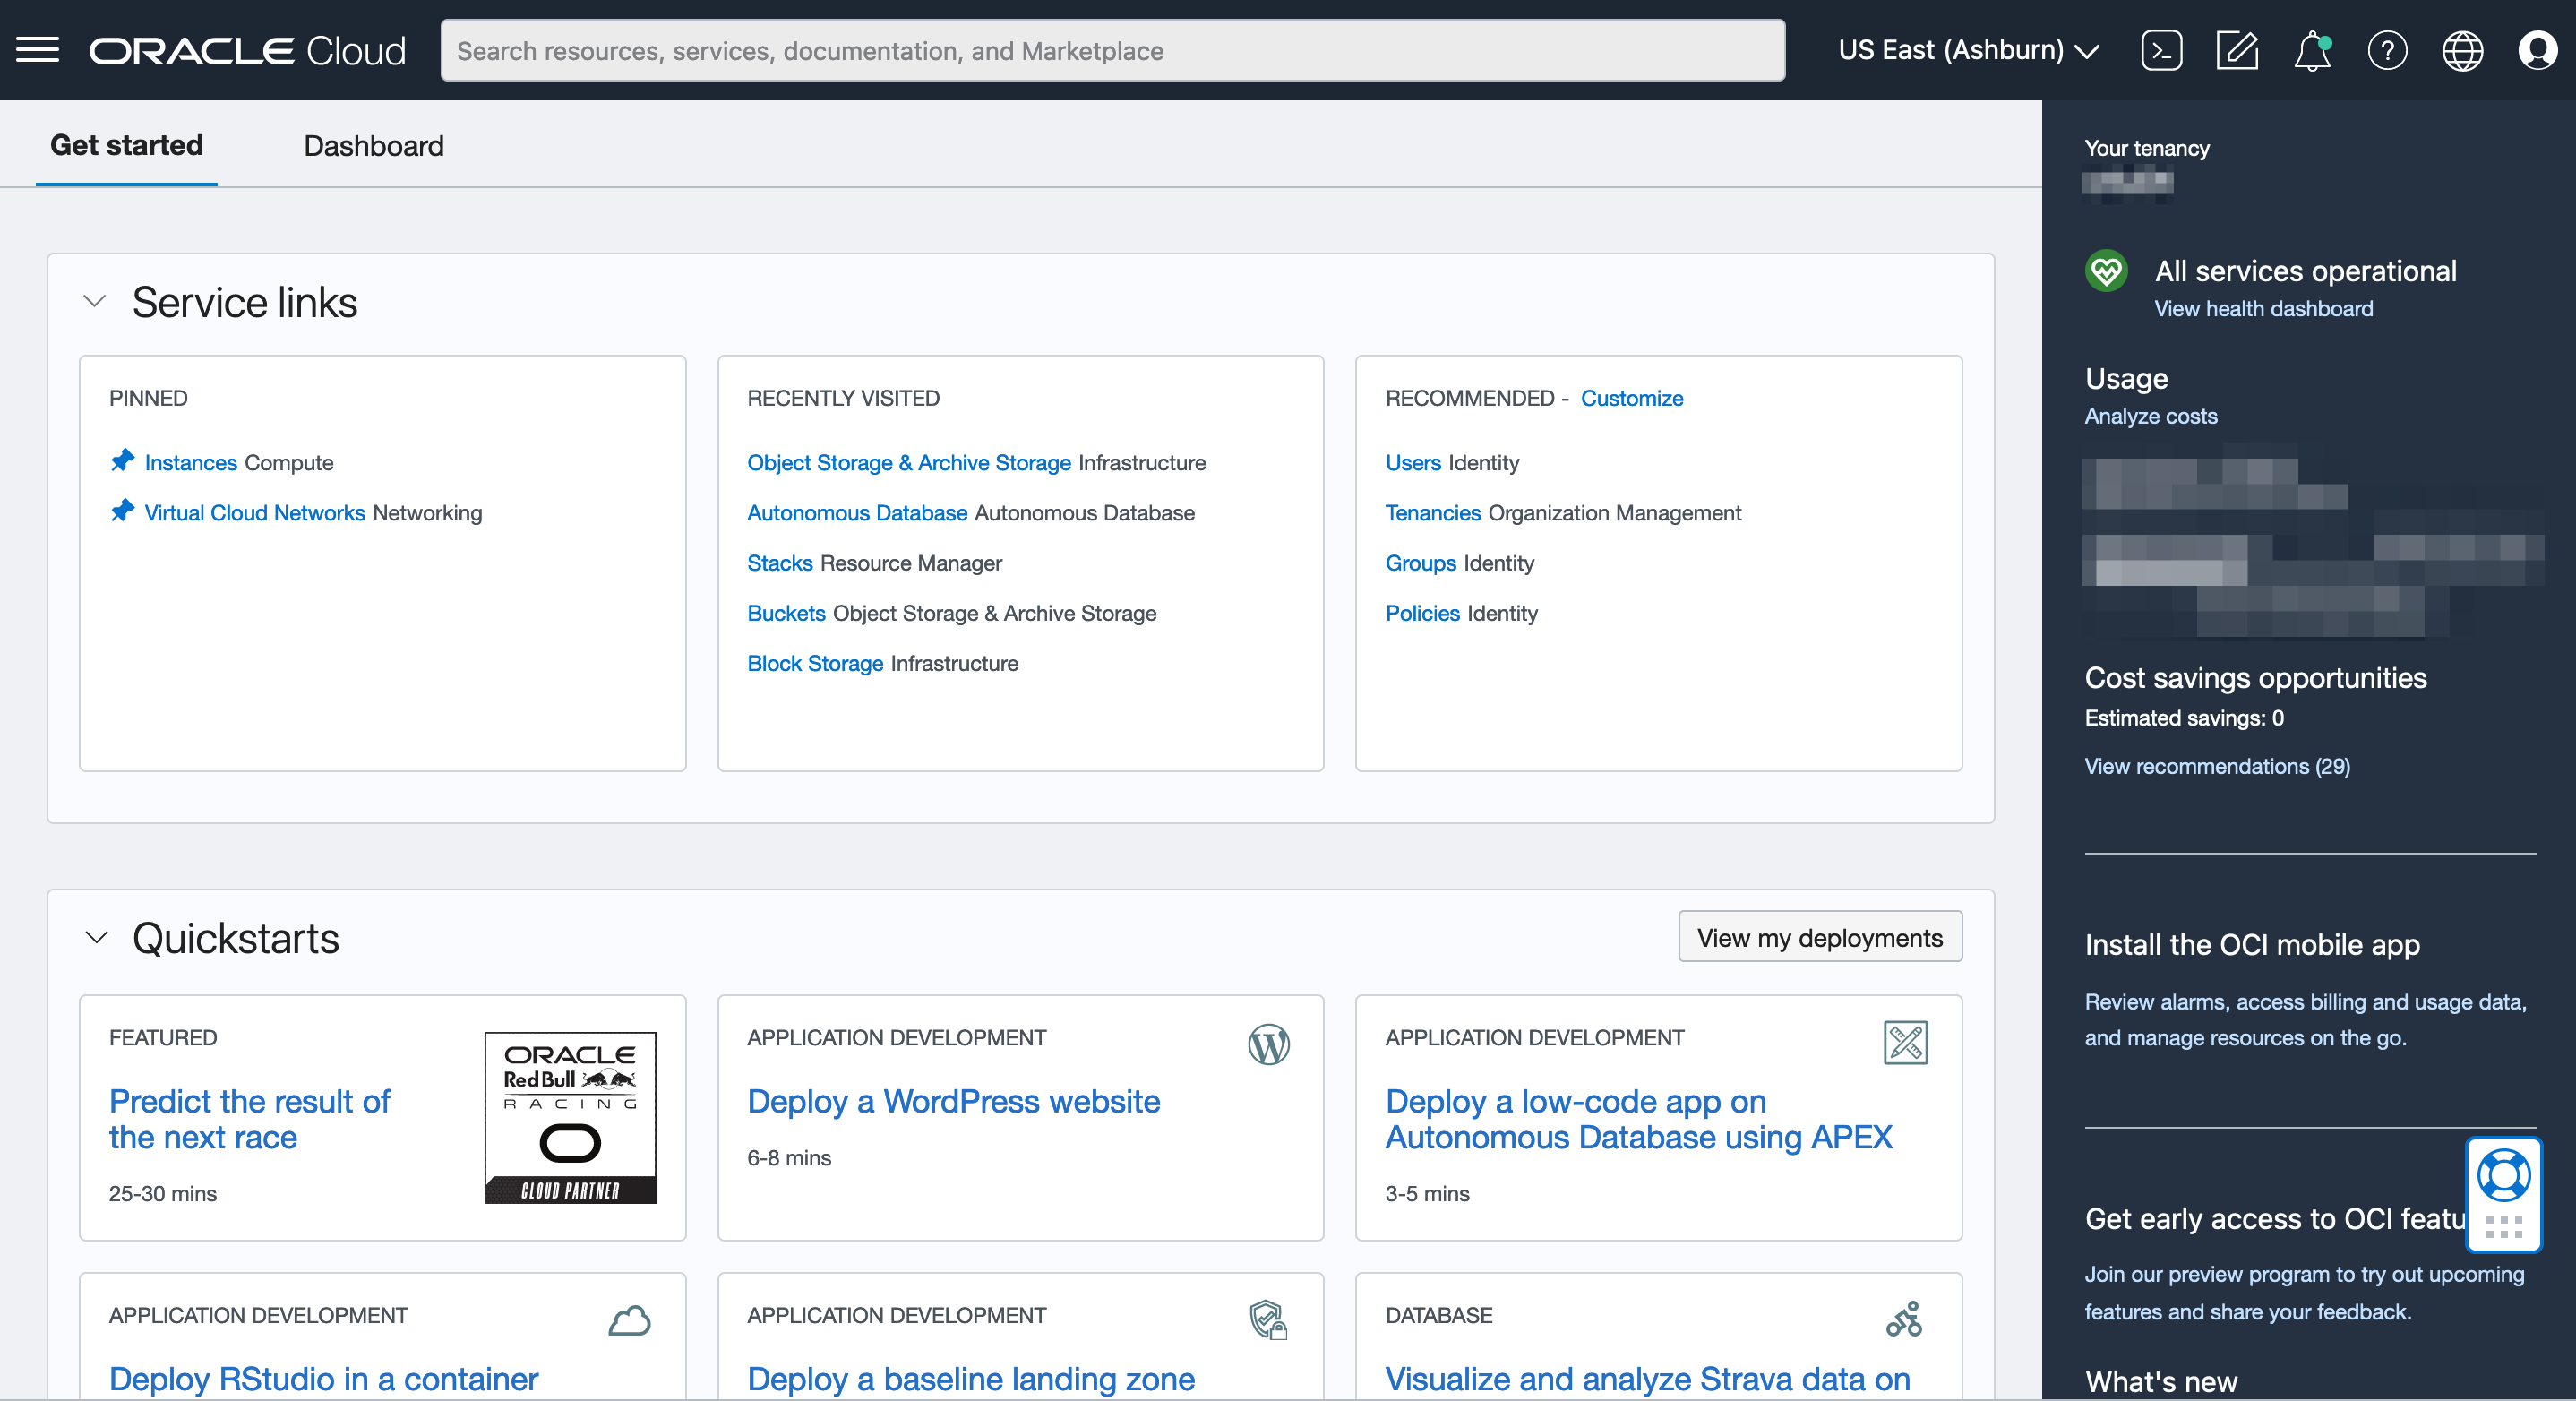 ORACLE Cloud
Search resources, services, documentation, and Marketplace
US East (Ashburn)
Get started
Dashboard
Service links
PINNED
Instances Compute
Virtual Cloud Networks Networking
RECENTLY VISITED
Object Storage & Archive Storage Infrastructure
Autonomous Database Autonomous Database
Stacks Resource Manager
Buckets Object Storage & Archive Storage
Block Storage Infrastructure
RECOMMENDED - Customize
Users Identity
Tenancies Organization Management
Groups Identity
Policies Identity
Quickstarts
View my deployments
FEATURED
Predict the result of
the next race
25-30 mins
ORACLE
Red Bull
RACING
CLOUD PARTNER
APPLICATION DEVELOPMENT
Deploy a WordPress website
6-8 mins
APPLICATION DEVELOPMENT
Deploy a low-code app on
Autonomous Database using APEX
3-5 mins
APPLICATION DEVELOPMENT
Deploy RStudio in a container
APPLICATION DEVELOPMENT
Deploy a baseline landing zone
DATABASE
Visualize and analyze Strava data on
Your tenancy
All services operational
View health dashboard
Usage
Analyze costs
Cost savings opportunities
Estimated savings: 0
View recommendations (29)
Install the OCI mobile app
Review alarms, access billing and usage data,
and manage resources on the go.
Get early access to OCI featu
Join our preview program to try out upcoming
features and share your feedback.
What's new